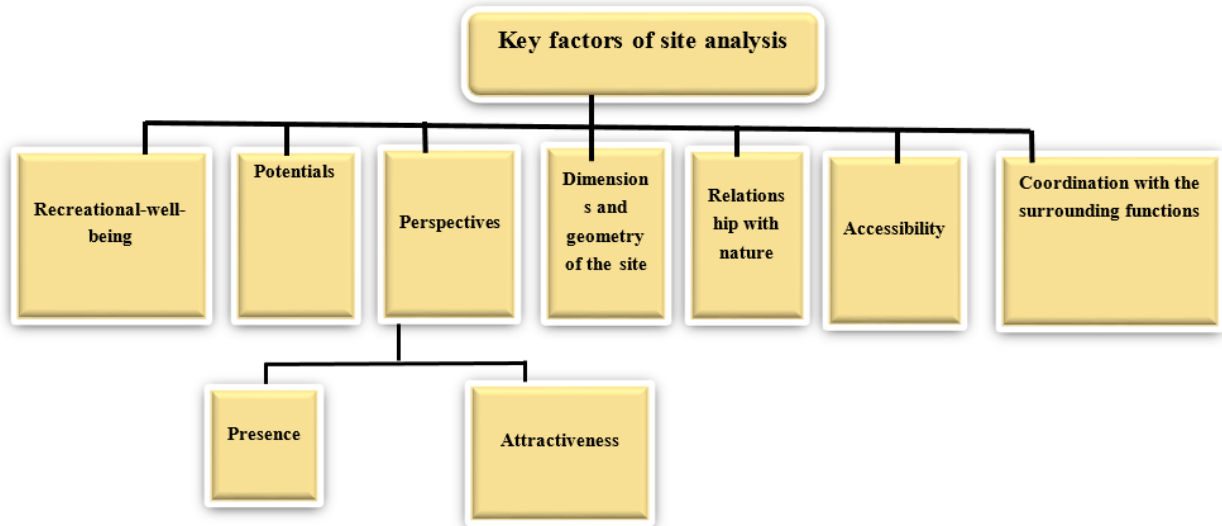 Key factors of site analysis
Recreational-well-
being
Potentials
Perspectives
Dimension
s and
geometry
of the site
Relations
hip with
nature
Accessibility
Coordination with the
surrounding functions
Presence
Attractiveness